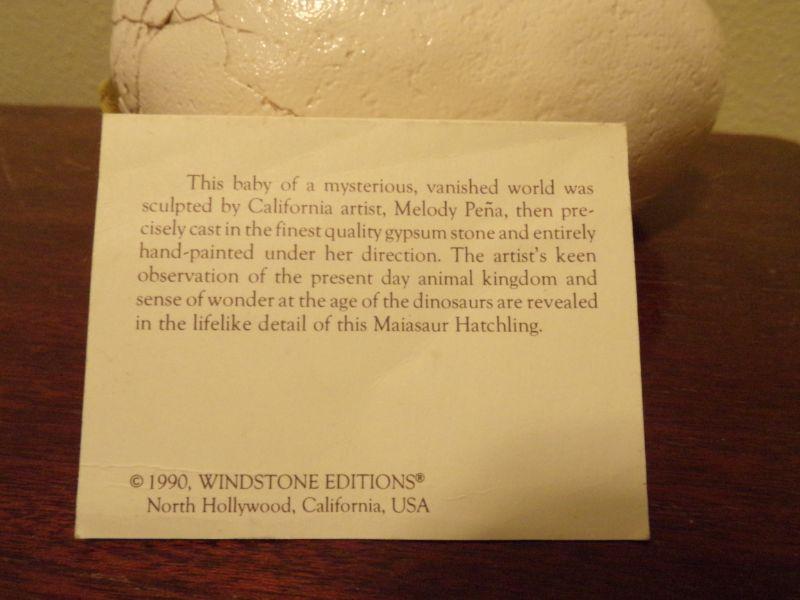 This baby of a mysterious, vanished world was
sculpted by California artist, Melody Peña, then pre-
cisely cast in the finest quality gypsum stone and entirely
hand-painted under her direction. The artist's keen
observation of the present day animal kingdom and
sense of wonder at the age of the dinosaurs are revealed
in the lifelike detail of this Maiasaur Hatchling.
© 1990, WINDSTONE EDITIONS®
North Hollywood, California, USA